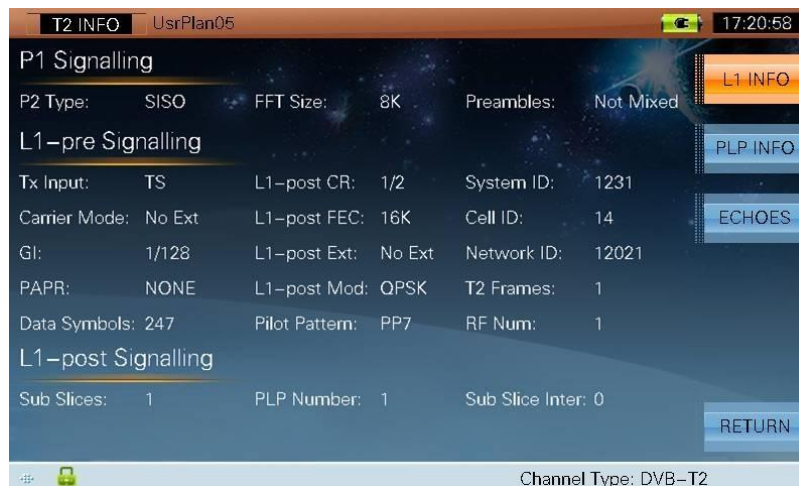 T2 INFO UsrPlan05 17:20:58
P1 Signalling
L1 INFO
P2 Type: SISO FFT Size: 8K Preambles: Not Mixed
L1-pre Signalling
PLP INFO
Tx Input: TS L1-post CR: 1/2 System ID: 1231
Carrier Mode: No Ext L1-post FEC: 16K Cell ID: 14
ECHOES
GI: 1/128 L1-post Ext: No Ext Network ID: 12021
PAPR: NONE L1-post Mod: QPSK T2 Frames: 1
Data Symbols: 247 Pilot Pattern: PP7 RF Num: 1
L1-post Signalling
Sub Slices: 1 PLP Number: 1 Sub Slice Inter: 0
RETURN
Channel Type: DVB-T2